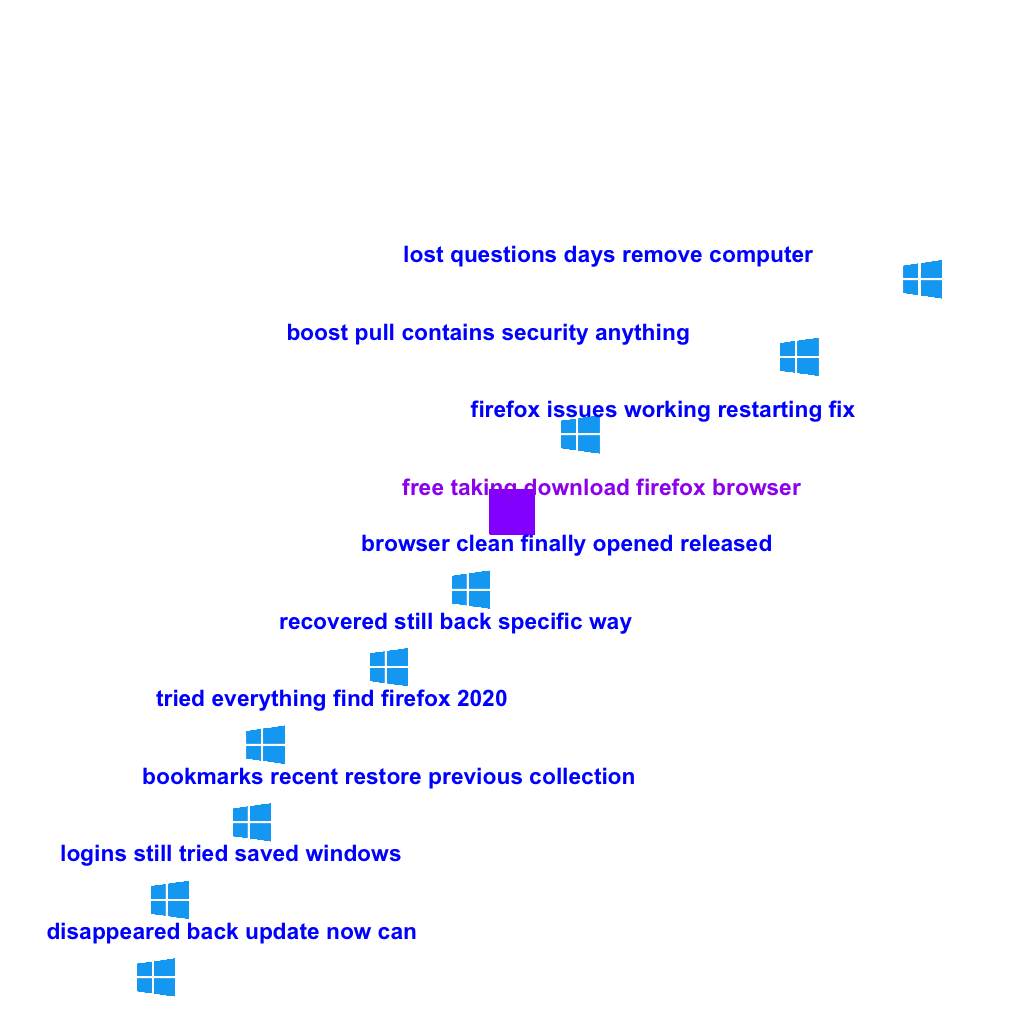 lost questions days remove computer
boost pull contains security anything
firefox issues working restarting fix
free taking download firefox browser
browser clean finally opened released
recovered still back specific way
tried everything find firefox 2020
bookmarks recent restore previous collection
logins still tried saved windows
disappeared back update now can